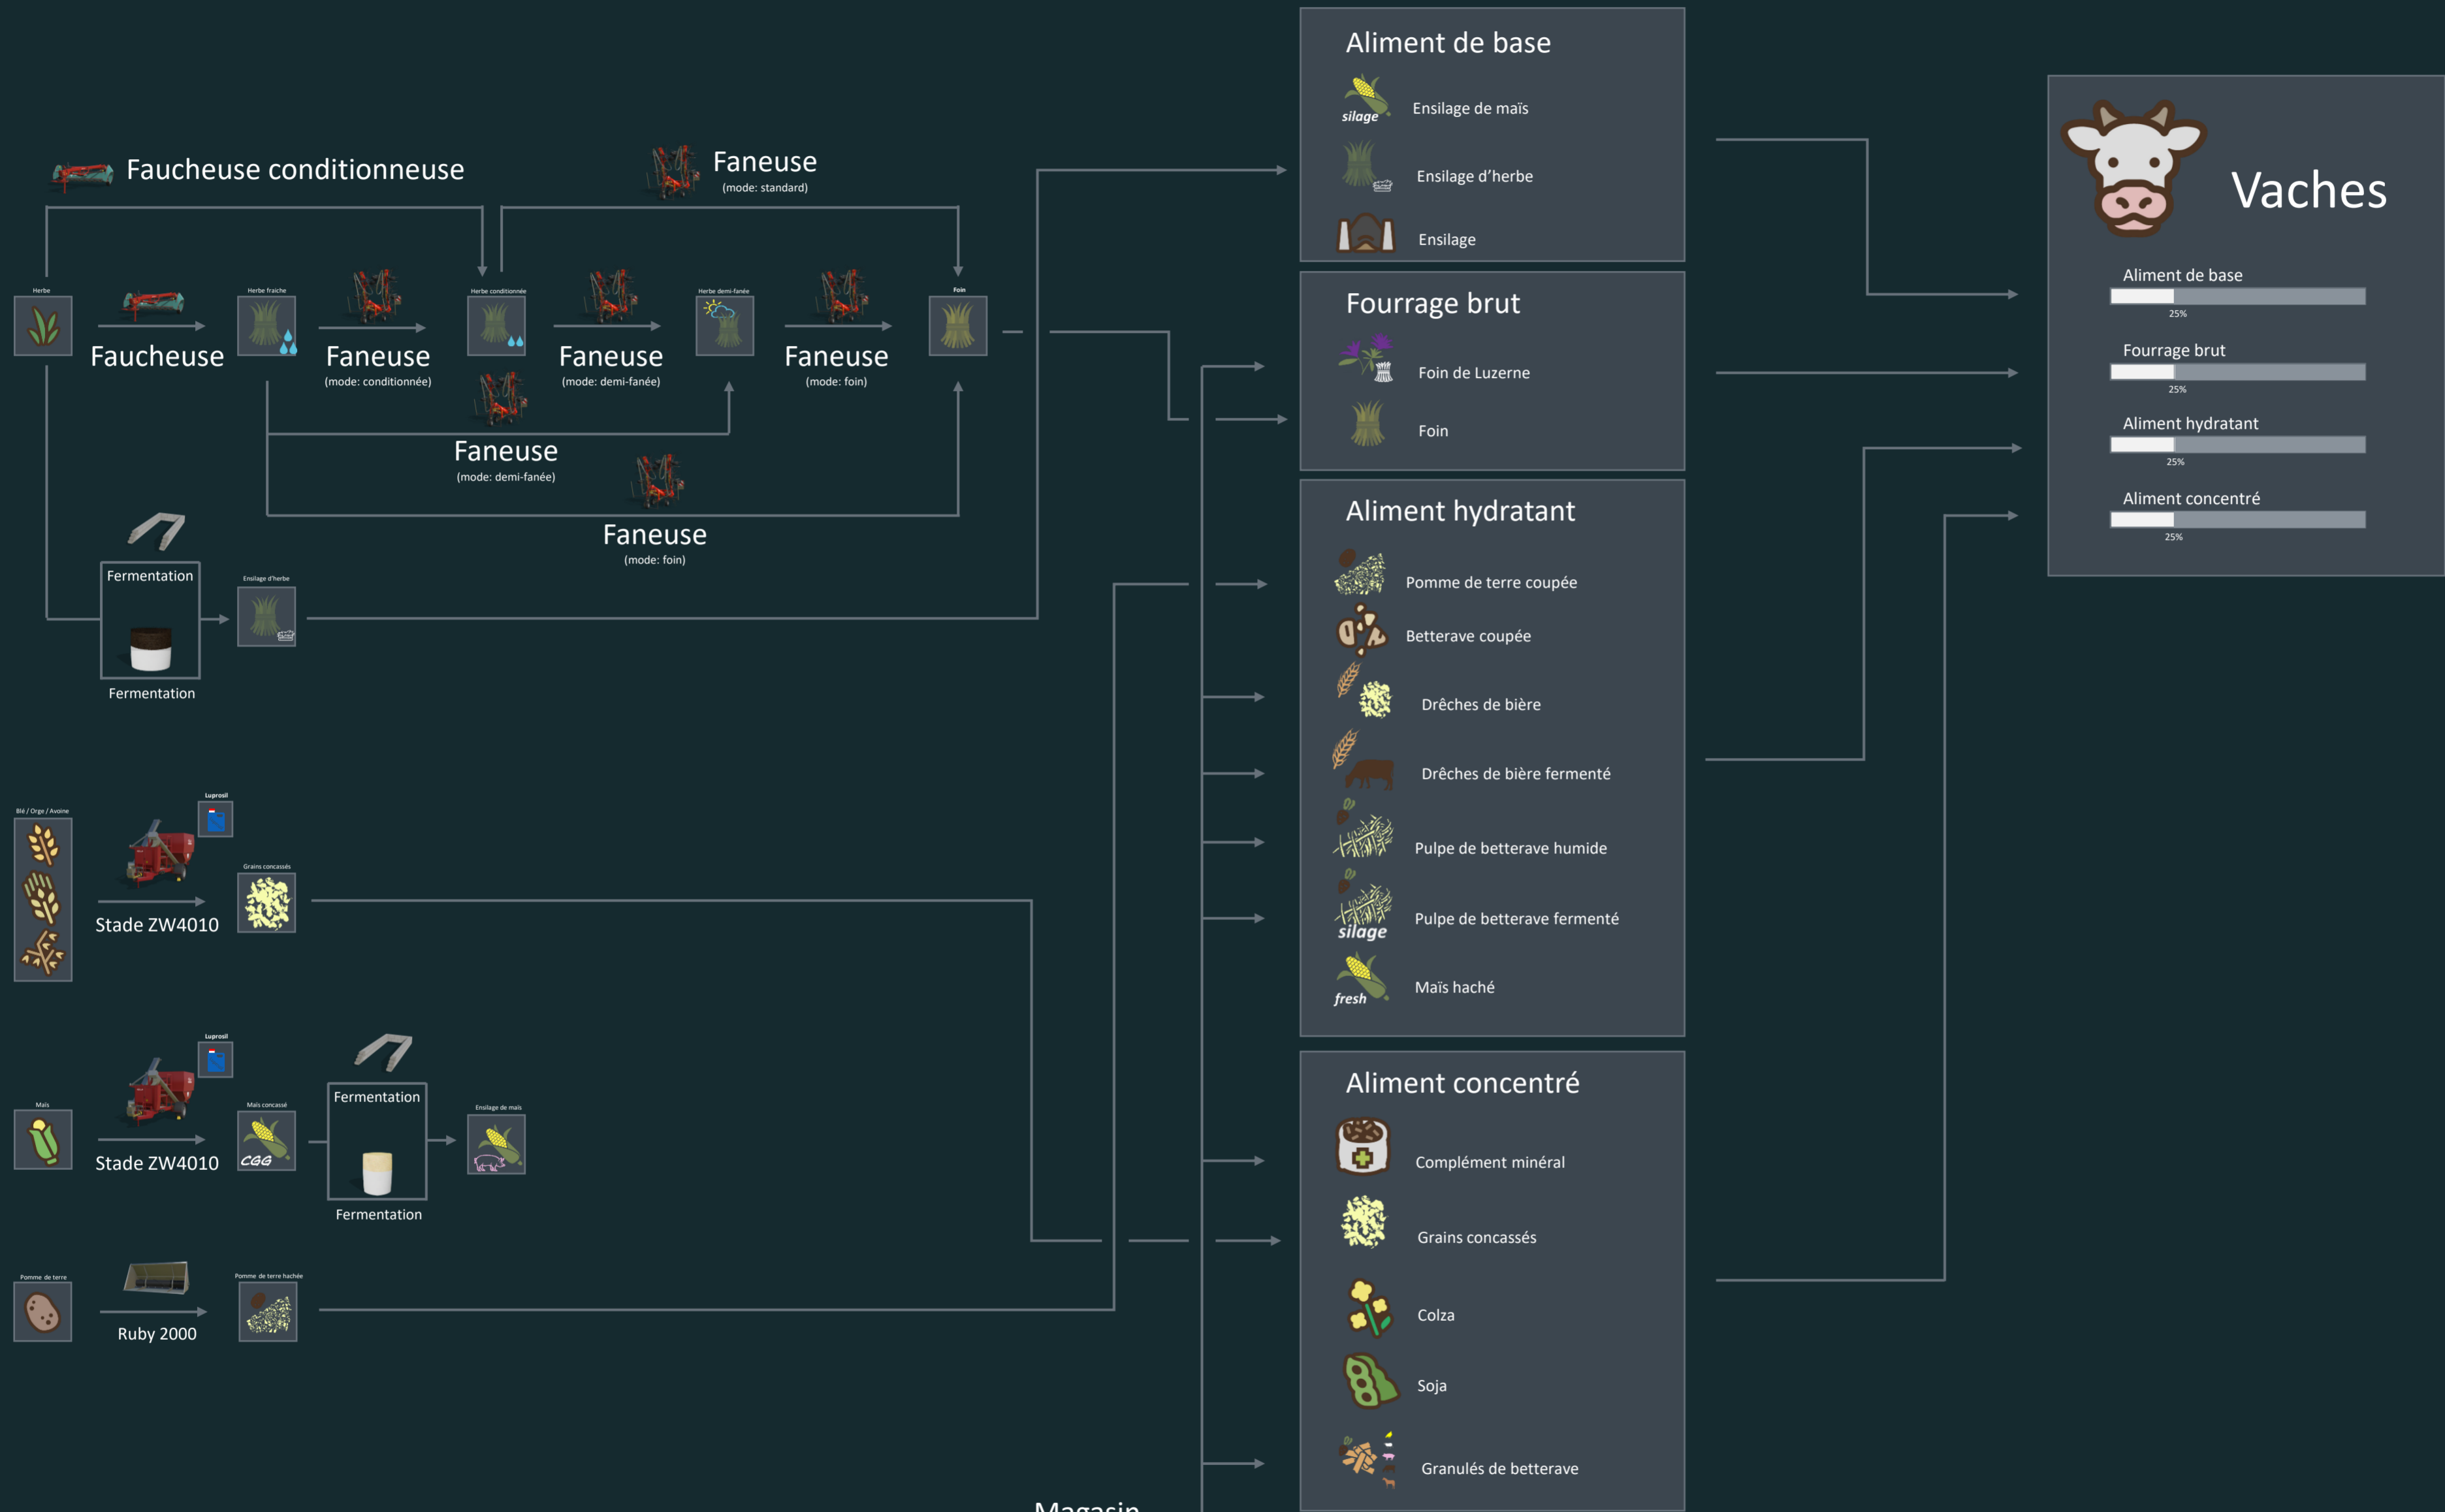 Faucheuse conditionneuse
Faneuse
(mode: standard)
Herbe
Faucheuse
Herbe fraiche
Faneuse
(mode: conditionnée)
Herbe conditionnée
Faneuse
(mode: demi-fanée)
Herbe demi-fanée
Faneuse
(mode: foin)
Foin
Faneuse
(mode: demi-fanée)
Faneuse
(mode: foin)
Fermentation
Fermentation
Ensilage d'herbe
Blé / Orge / Avoine
Luprosil
Stade ZW4010
Grains concassés
Maïs
Luprosil
Stade ZW4010
Maïs concassé
CGG
Fermentation
Fermentation
Ensilage de maïs
Pomme de terre
Ruby 2000
Pomme de terre hachée
Magasin
Aliment de base
silage
Ensilage de maïs
Ensilage d’herbe
Ensilage
Fourrage brut
Foin de Luzerne
Foin
Aliment hydratant
Pomme de terre coupée
Betterave coupée
Drêches de bière
Drêches de bière fermenté
Pulpe de betterave humide
Pulpe de betterave fermenté
silage
Maïs haché
fresh
Aliment concentré
Complément minéral
Grains concassés
Colza
Soja
Granulés de betterave
Vaches
Aliment de base
25%
Fourrage brut
25%
Aliment hydratant
25%
Aliment concentré
25%